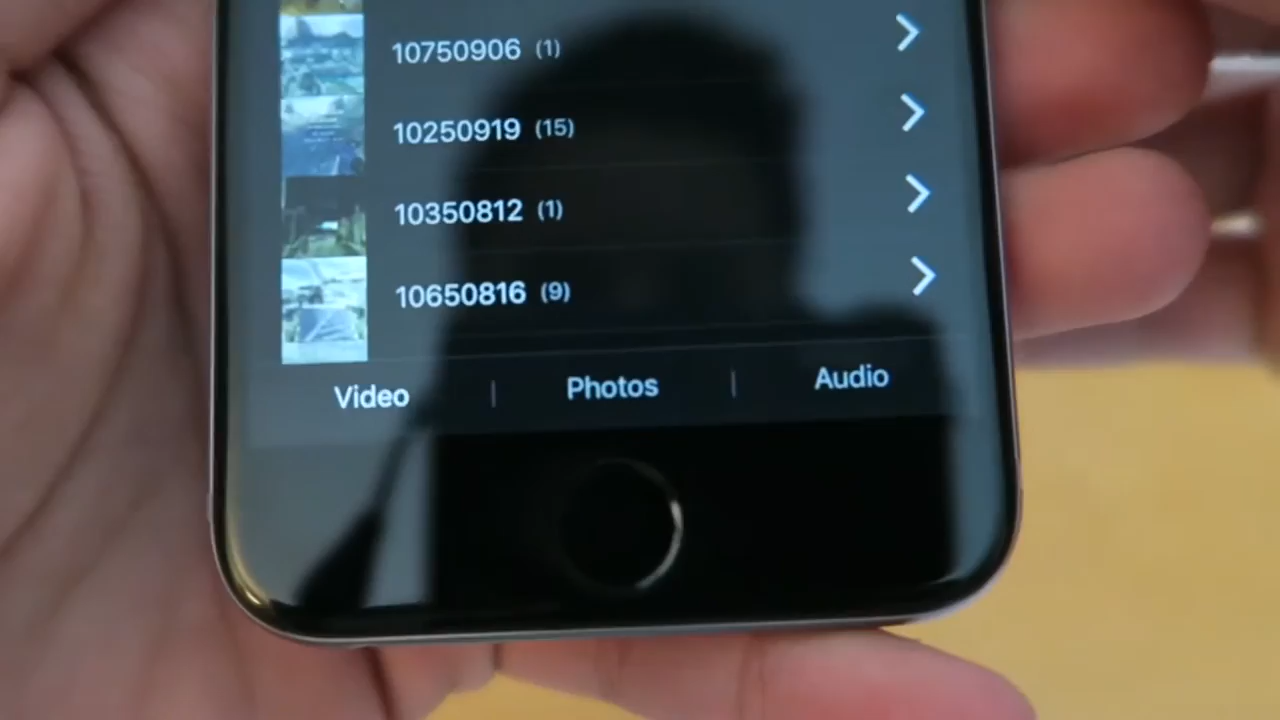 10750906 (1)
10250919 (15)
10350812 (1)
10650816 (9)
Video | Photos | Audio